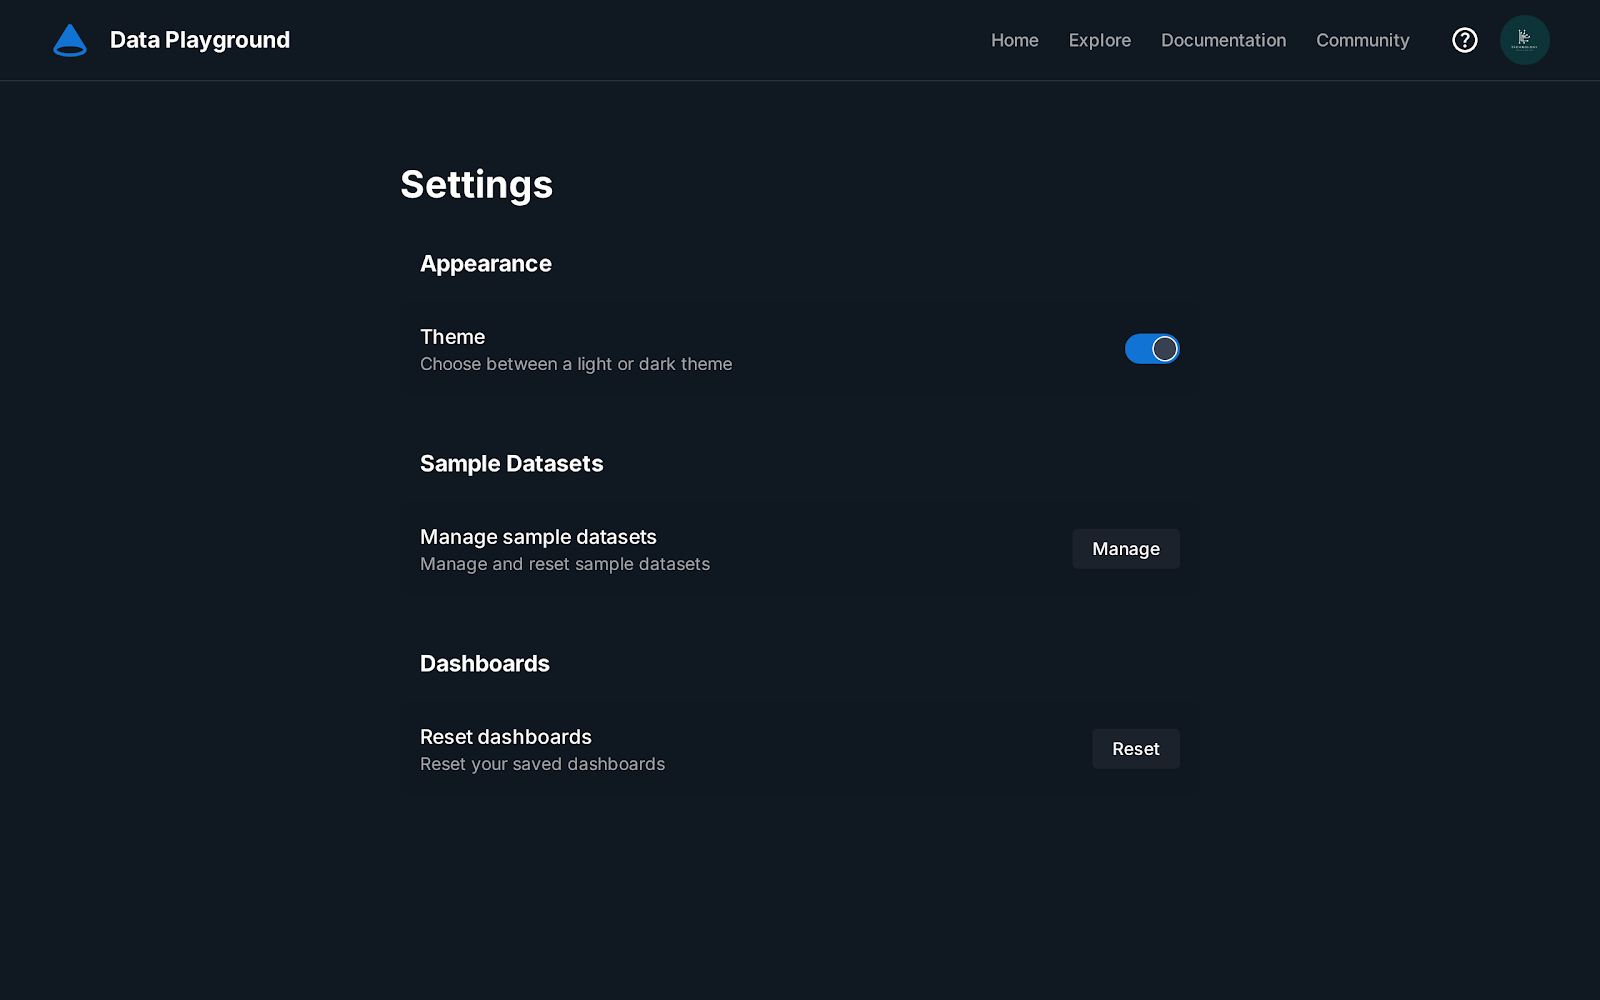 Data Playground
Home
Explore
Documentation
Community
Settings
Appearance
Theme
Choose between a light or dark theme
Sample Datasets
Manage sample datasets
Manage and reset sample datasets
Manage
Dashboards
Reset dashboards
Reset your saved dashboards
Reset